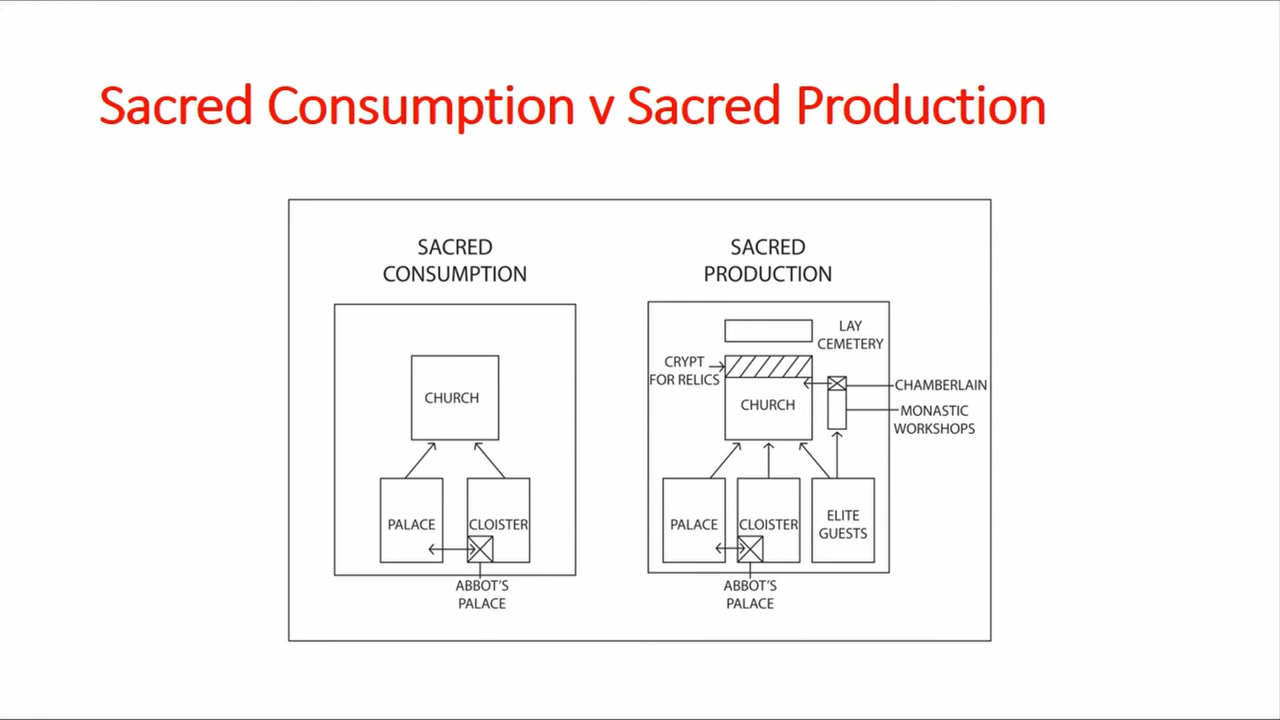 Sacred Consumption v Sacred Production
SACRED
CONSUMPTION
CHURCH
PALACE
CLOISTER
ABBOT'S
PALACE
SACRED
PRODUCTION
LAY
CEMETERY
CRYPT
FOR RELICS
CHURCH
CHAMBERLAIN
MONASTIC
WORKSHOPS
PALACE
CLOISTER
ELITE
GUESTS
ABBOT'S
PALACE